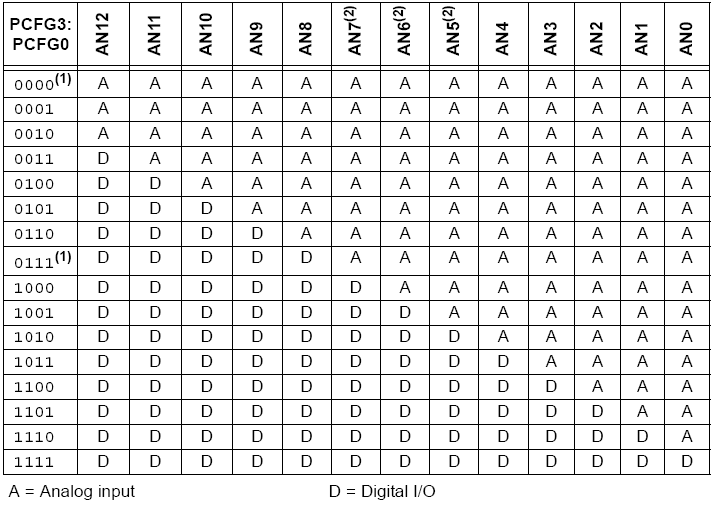 PCFG3: PCFG0 AN12 AN11 AN10 AN9 AN8 AN7(2) AN6(2) AN5(2) AN4 AN3 AN2 AN1 AN0
0000(1) A A A A A A A A A A A A A
0001 A A A A A A A A A A A A A
0010 A A A A A A A A A A A A A
0011 D A A A A A A A A A A A A
0100 D D A A A A A A A A A A A
0101 D D D A A A A A A A A A A
0110 D D D D A A A A A A A A A
0111(1) D D D D D A A A A A A A A
1000 D D D D D D A A A A A A A
1001 D D D D D D D A A A A A A
1010 D D D D D D D D A A A A A
1011 D D D D D D D D D A A A A
1100 D D D D D D D D D D A A A
1101 D D D D D D D D D D D A A
1110 D D D D D D D D D D D D A
1111 D D D D D D D D D D D D D
A = Analog input D = Digital I/O